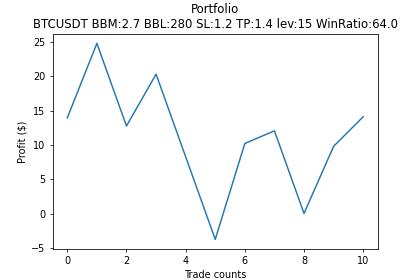 Portfolio
BTCUSDT BBM:2.7 BBL:280 SL:1.2 TP:1.4 lev:15 WinRatio:64.0
25
20
15
10
5
0
−5
Profit ($)
0 2 4 6 8 10
Trade counts